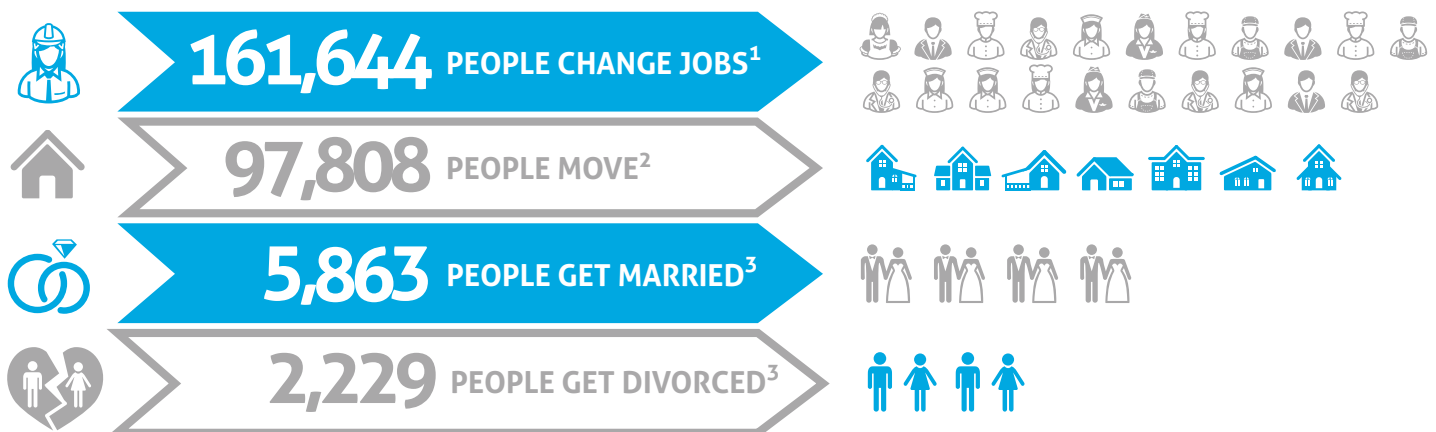 161,644 PEOPLE CHANGE JOBS¹
97,808 PEOPLE MOVE²
5,863 PEOPLE GET MARRIED³
2,229 PEOPLE GET DIVORCED³